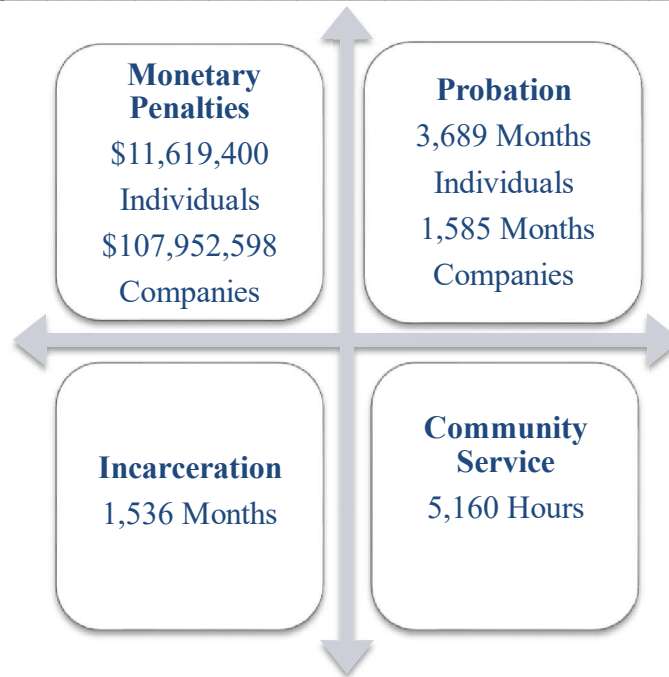 Monetary
Penalties
$11,619,400
Individuals
$107,952,598
Companies
Probation
3,689 Months
Individuals
1,585 Months
Companies
Incarceration
1,536 Months
Community
Service
5,160 Hours